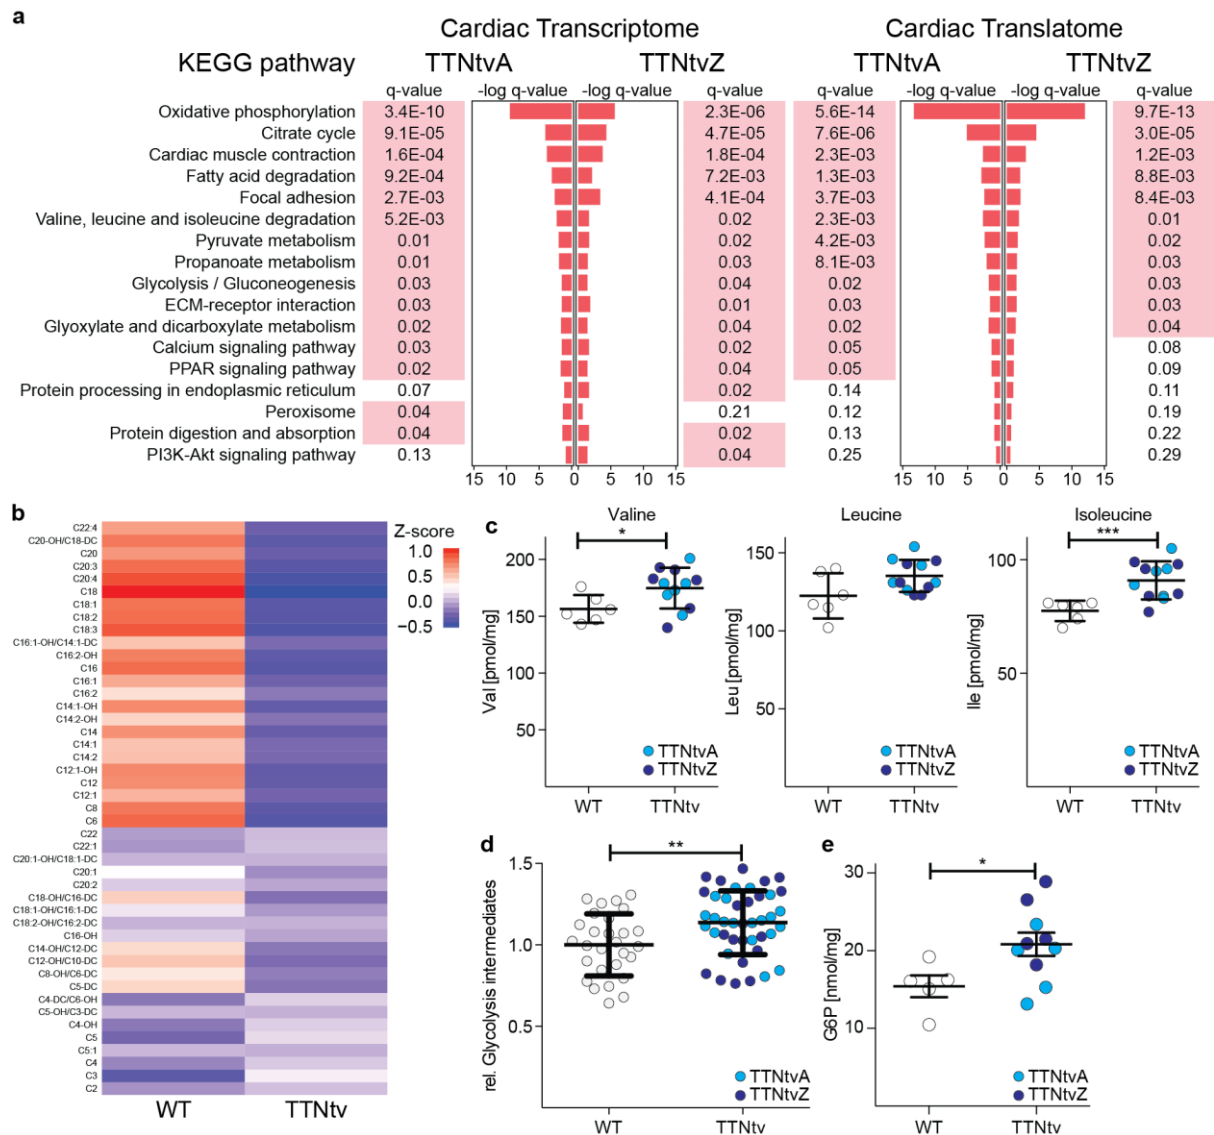 a
Cardiac Transcriptome Cardiac Translatome
KEGG pathway TTNtvA TTNtvZ TTNtvA TTNtvZ
q-value -log q-value -log q-value q-value q-value -log q-value -log q-value q-value
Oxidative phosphorylation 3.4E-10 2.3E-06 5.6E-14 9.7E-13
Citrate cycle 9.1E-05 4.7E-05 7.6E-06 3.0E-05
Cardiac muscle contraction 1.6E-04 1.8E-04 2.3E-03 1.2E-03
Fatty acid degradation 9.2E-04 7.2E-03 1.3E-03 8.8E-03
Focal adhesion 2.7E-03 4.1E-04 3.7E-03 8.4E-03
Valine, leucine and isoleucine degradation 5.2E-03 0.02 2.3E-03 0.01
Pyruvate metabolism 0.01 0.02 4.2E-03 0.02
Propanoate metabolism 0.01 0.03 8.1E-03 0.03
Glycolysis / Gluconeogenesis 0.03 0.04 0.02 0.03
ECM-receptor interaction 0.03 0.01 0.03 0.03
Glyoxylate and dicarboxylate metabolism 0.02 0.04 0.02 0.04
Calcium signaling pathway 0.03 0.02 0.05 0.08
PPAR signaling pathway 0.02 0.04 0.05 0.09
Protein processing in endoplasmic reticulum 0.07 0.02 0.14 0.11
Peroxisome 0.04 0.21 0.12 0.19
Protein digestion and absorption 0.04 0.02 0.13 0.22
PI3K-Akt signaling pathway 0.13 0.04 0.25 0.29
15 10 5 0 5 10 15 15 10 5 0 5 10 15
b
C22:4
C20-OH/C18-DC
C20
C20:3
C20:4
C18
C18:1
C18:2
C18:3
C16:1-OH/C14:1-DC
C16:2-OH
C16
C16:1
C16:2
C14:1-OH
C14:2-OH
C14
C14:1
C14:2
C12:1-OH
C12
C12:1
C8
C6
C22
C22:1
C20:1-OH/C18:1-DC
C20:1
C20:2
C18-OH/C16-DC
C18:1-OH/C16:1-DC
C18:2-OH/C16:2-DC
C16-OH
C14-OH/C12-DC
C12-OH/C10-DC
C8-OH/C6-DC
C5-DC
C4-DC/C6-OH
C5-OH/C3-DC
C4-OH
C5
C5:1
C4
C3
C2
WT TTNtv
Z-score
1.0
0.5
0.0
−0.5
c
Valine
*
Val [pmol/mg]
200
150
100
50
TTNtvA
TTNtvZ
WT TTNtv
Leucine
Leu [pmol/mg]
150
100
50
TTNtvA
TTNtvZ
WT TTNtv
Isoleucine
***
Ile [pmol/mg]
100
50
TTNtvA
TTNtvZ
WT TTNtv
d
**
rel. Glycolysis intermediates
1.5
1.0
0.5
TTNtvA
TTNtvZ
WT TTNtv
e
*
G6P [nmol/mg]
30
20
10
TTNtvA
TTNtvZ
WT TTNtv